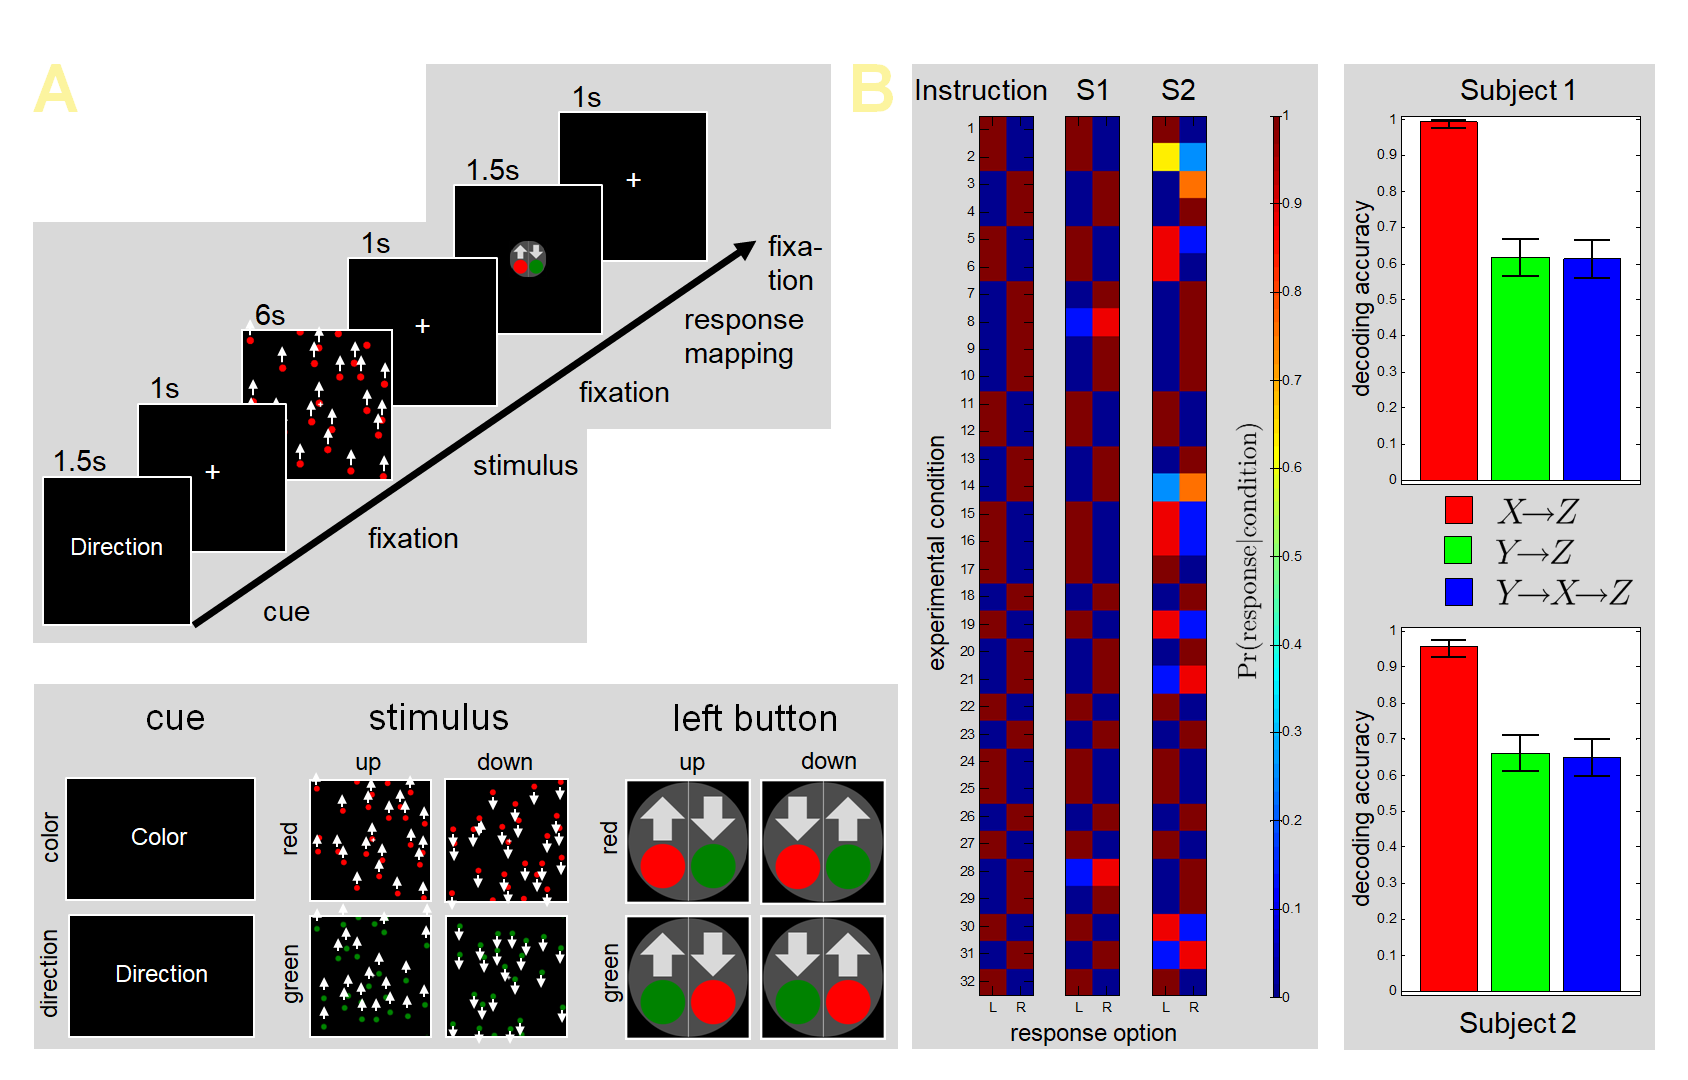 A
1s
1.5s
1s
6s
1s
1.5s
+
+
+
Direction
fixa-
tion
response
mapping
fixation
stimulus
fixation
cue
cue
stimulus
left button
up
down
up
down
color
Color
red
red
direction
Direction
green
green
B
Instruction
S1
S2
experimental condition
1
2
3
4
5
6
7
8
9
10
11
12
13
14
15
16
17
18
19
20
21
22
23
24
25
26
27
28
29
30
31
32
L
R
L
R
L
R
response option
Pr(response|condition)
1
0.9
0.8
0.7
0.6
0.5
0.4
0.3
0.2
0.1
0
Subject 1
decoding accuracy
1
0.9
0.8
0.7
0.6
0.5
0.4
0.3
0.2
0.1
0
X→Z
Y→Z
Y→X→Z
decoding accuracy
1
0.9
0.8
0.7
0.6
0.5
0.4
0.3
0.2
0.1
0
Subject 2